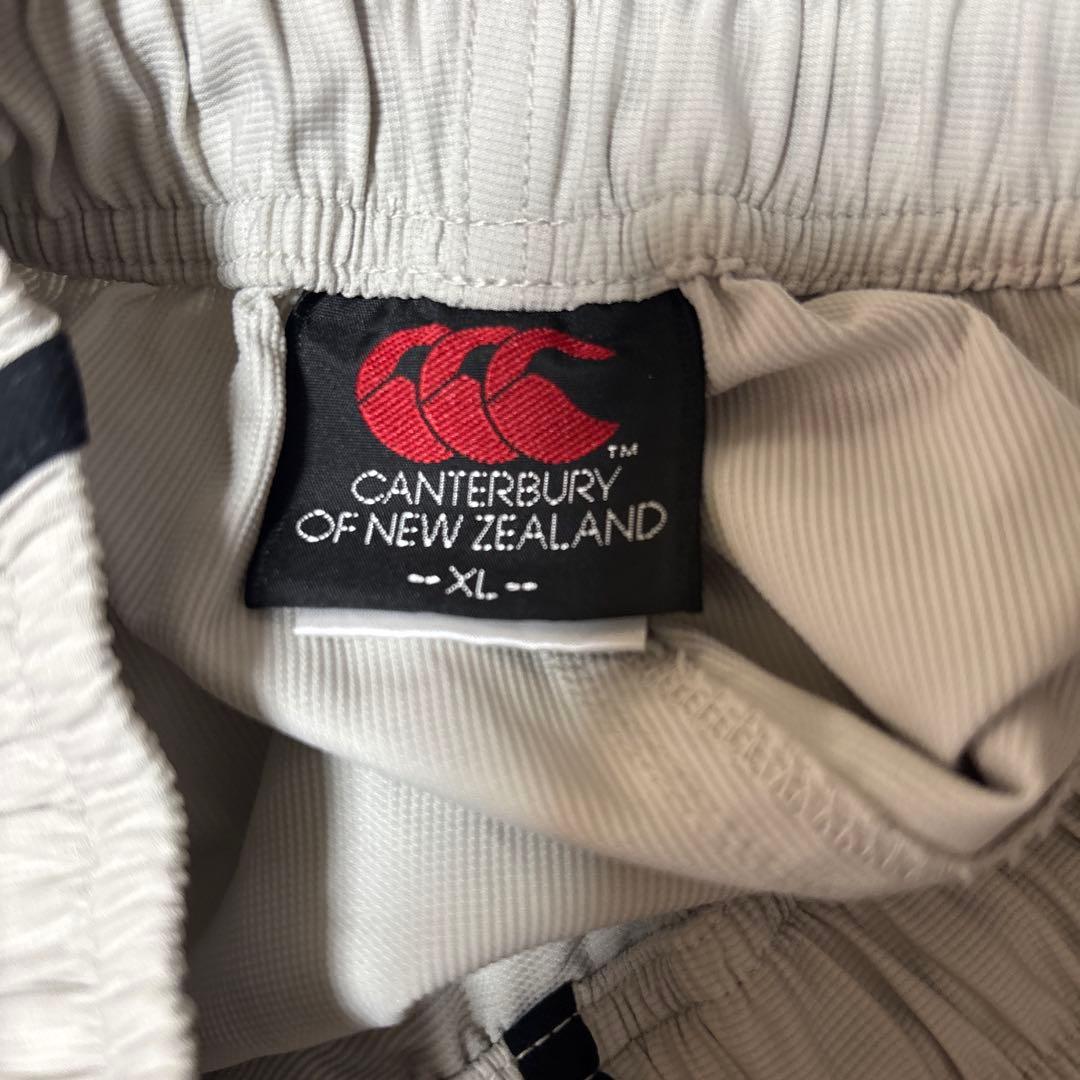 TM
CANTERBURY
OF NEW ZEALAND
--XL--